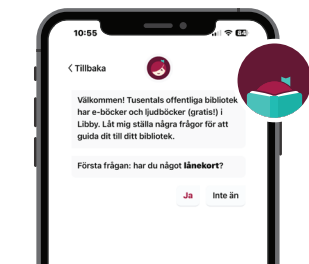 10:55
84
Tillbaka
Välkommen! Tusentals offentliga bibliotek
har e-böcker och ljudböcker (gratis!) i
Libby. Låt mig ställa några frågor för att
guida dit till ditt bibliotek.
Första frågan: har du något lånekort?
Ja Inte än